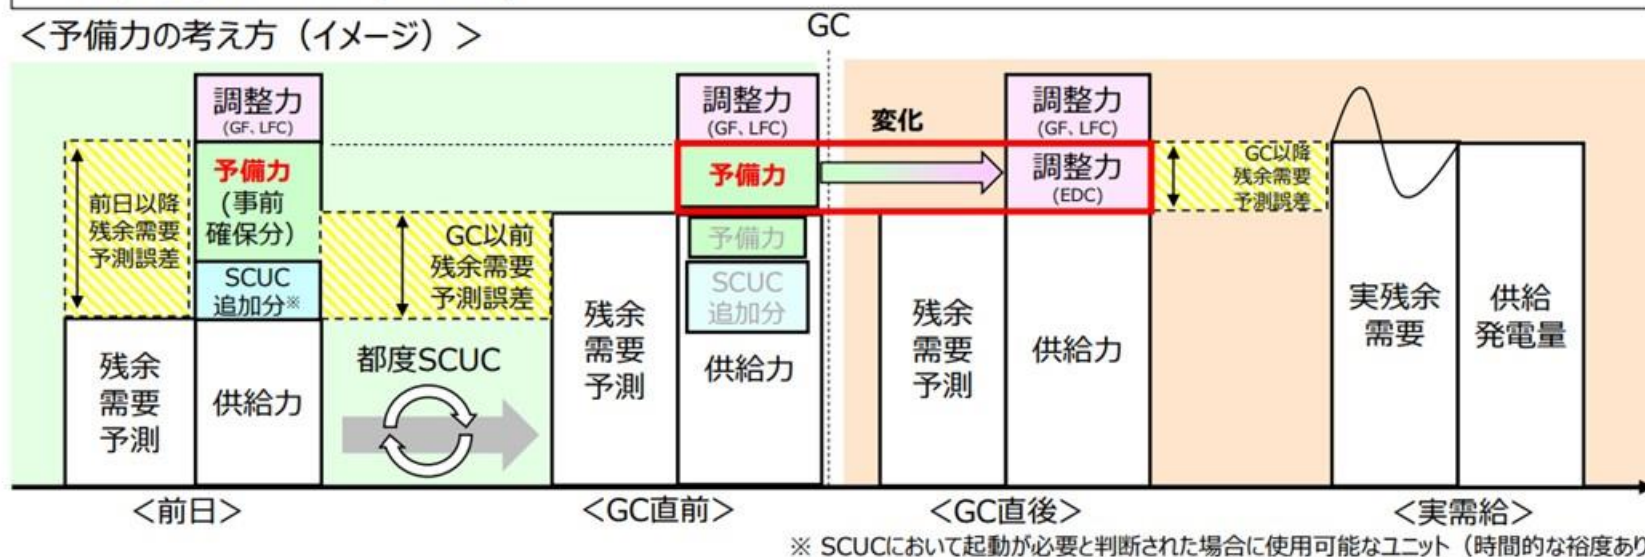 <予備力の考え方（イメージ）>
GC
調整力
(GF、LFC)
予備力
(事前
確保分)
SCUC
追加分※
前日以降
残余需要
予測誤差
残余
需要
予測
供給力
GC以前
残余需要
予測誤差
都度SCUC
残余
需要
予測
調整力
(GF、LFC)
予備力
予備力
SCUC
追加分
供給力
変化
残余
需要
予測
調整力
(GF、LFC)
調整力
(EDC)
供給力
GC以降
残余需要
予測誤差
実残余
需要
供給
発電量
<前日>
<GC直前>
<GC直後>
<実需給>
※ SCUCにおいて起動が必要と判断された場合に使用可能なユニット（時間的な裕度あり